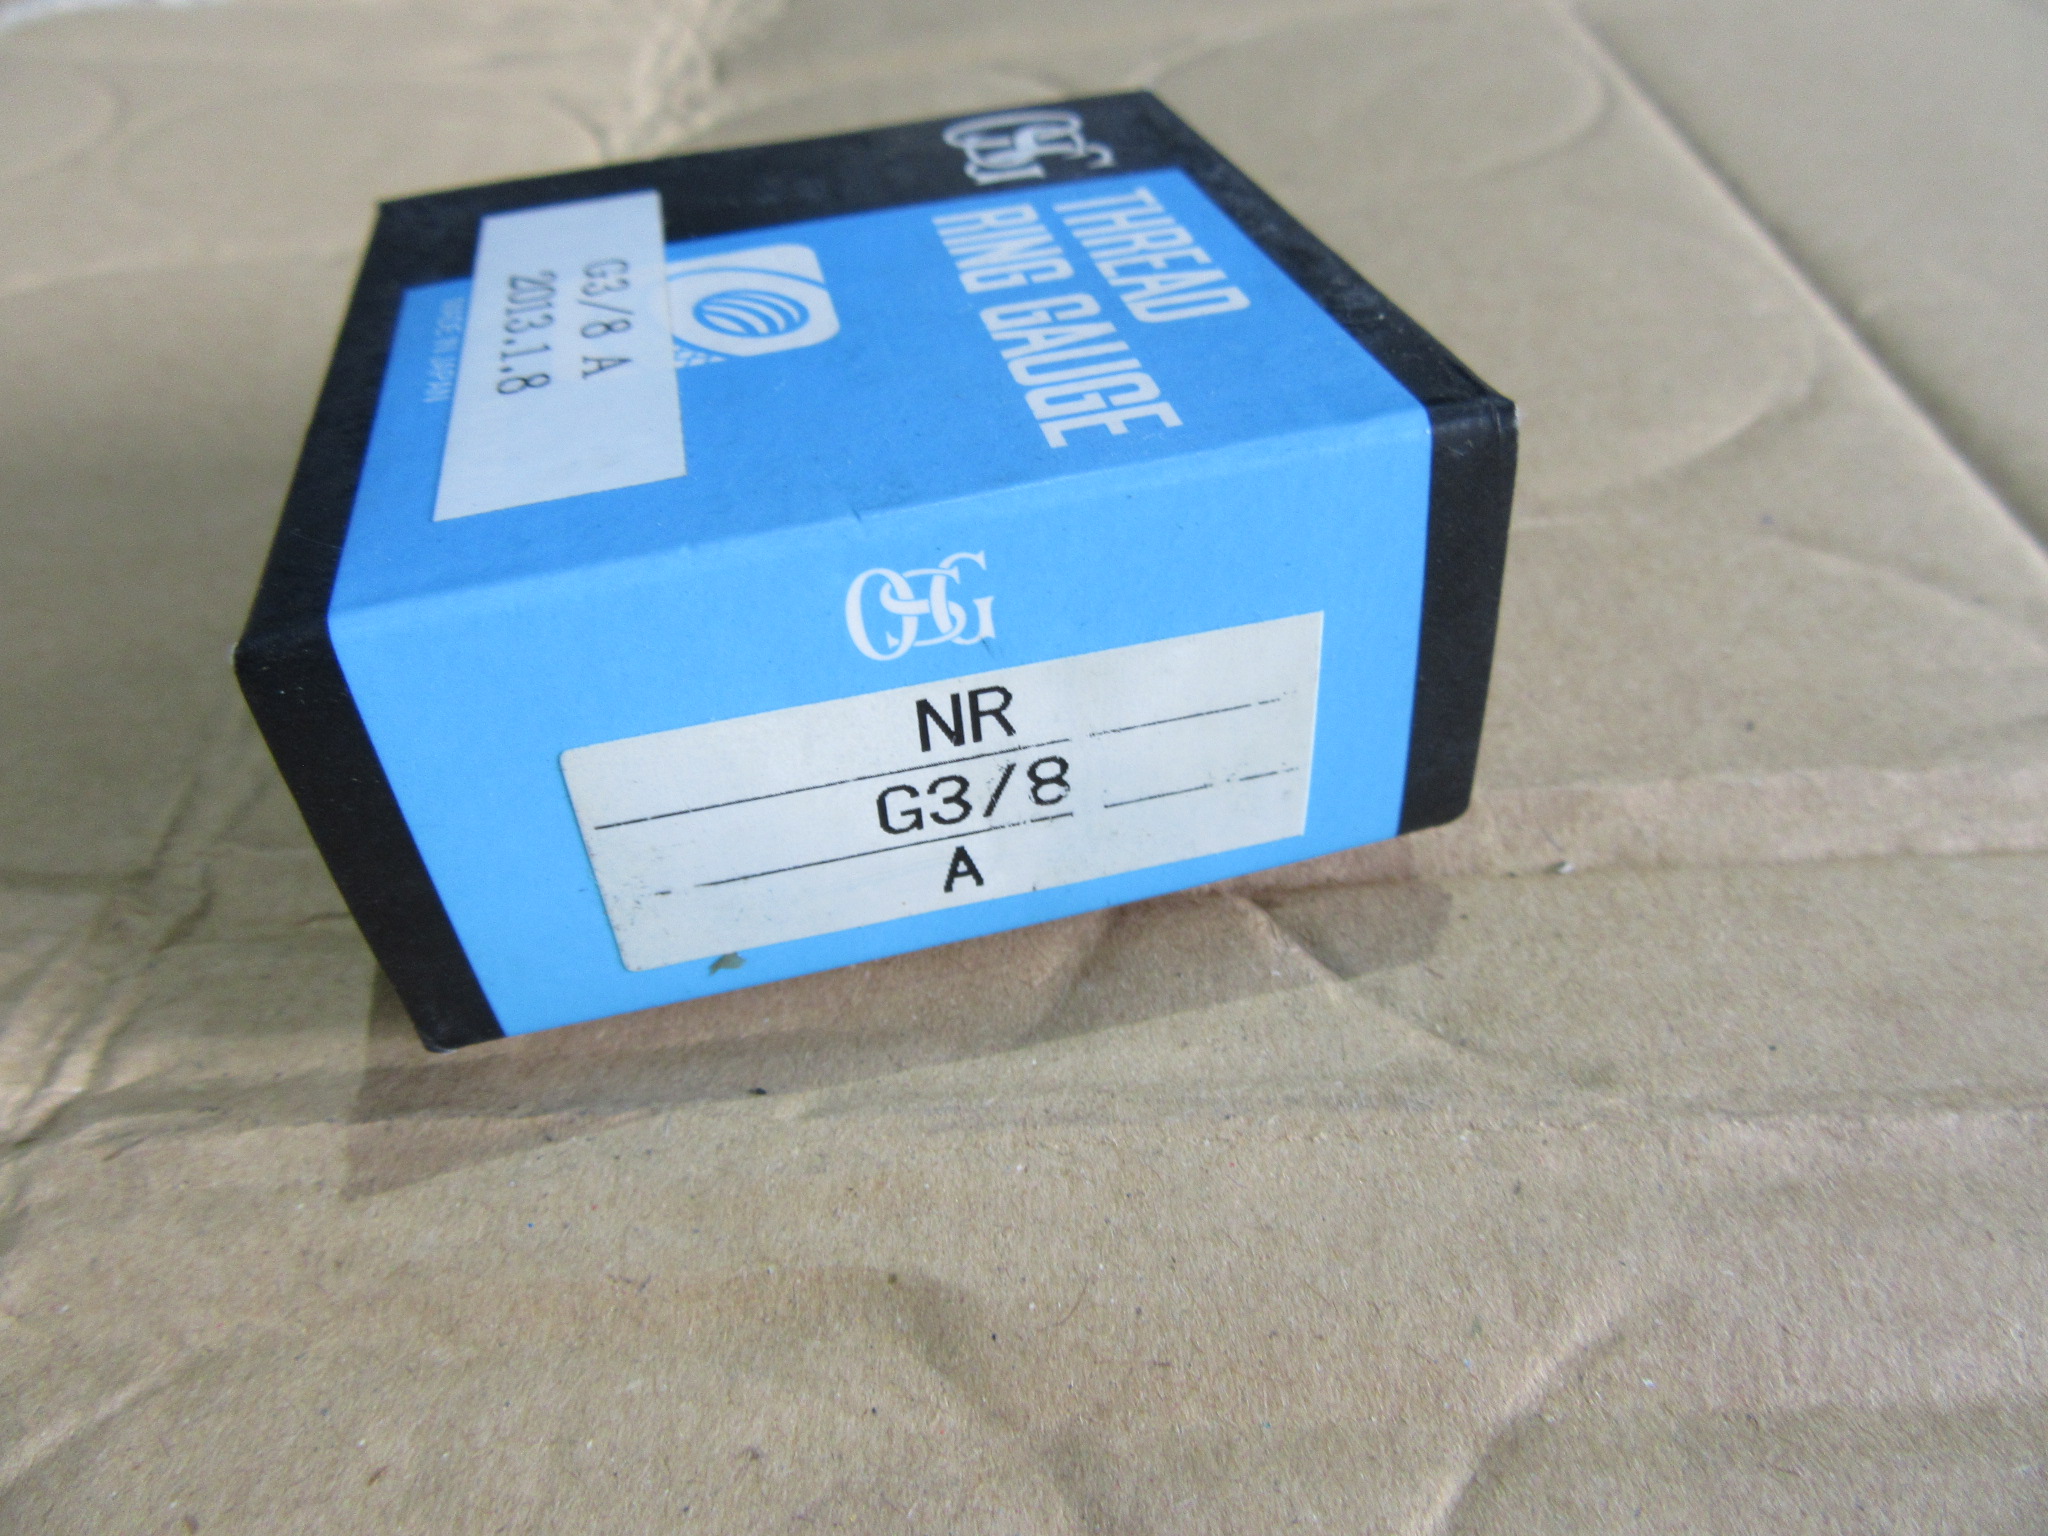 OSG
THREAD
RING GAUGE
G3/8 A
2013.1.8
MADE IN JAPAN
OSG
NR
G3/8
A